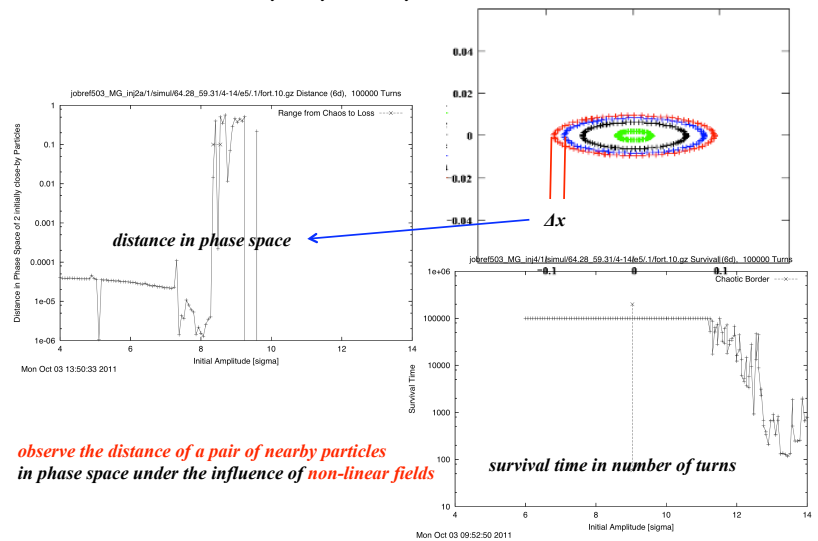 0.04
0.02
0
-0.02
-0.04
-0.1
0
0.1
Δx
jobref503_MG_inj2a/1/simul/64.28_59.31/4-14/e5/.1/fort.10.gz Distance (6d), 100000 Turns
Range from Chaos to Loss
Distance in Phase Space of 2 initially close-by Particles
1
0.1
0.01
0.001
0.0001
1e-05
1e-06
distance in phase space
4
6
8
10
12
14
Initial Amplitude [sigma]
Mon Oct 03 13:50:33 2011
jobref503_MG_inj4/1/simul/64.28_59.31/4-14/e5/.1/fort.10.gz Survival (6d), 100000 Turns
Chaotic Border
Survival Time
1e+06
100000
10000
1000
100
10
survival time in number of turns
4
6
8
10
12
14
Initial Amplitude [sigma]
Mon Oct 03 09:52:50 2011
observe the distance of a pair of nearby particles
in phase space under the influence of non-linear fields